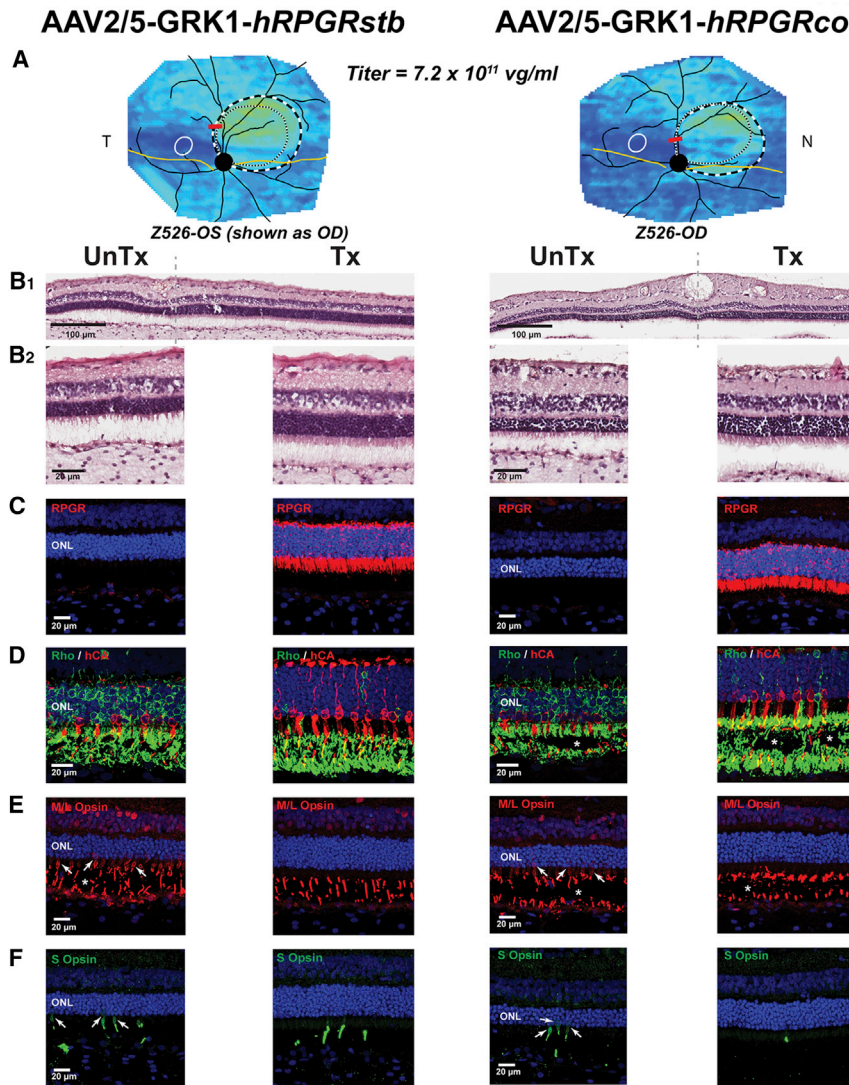 AAV2/5-GRK1-hRPGRstb
AAV2/5-GRK1-hRPGRco
A
Titer = 7.2 x 10¹¹ vg/ml
T
N
Z526-OS (shown as OD)
Z526-OD
UnTx
Tx
UnTx
Tx
B1
100 µm
100 µm
B2
20 µm
20 µm
C
RPGR
RPGR
RPGR
RPGR
ONL
ONL
20 µm
20 µm
D
Rho / hCA
Rho / hCA
Rho / hCA
Rho / hCA
ONL
ONL
*
*
*
20 µm
20 µm
E
M/L Opsin
M/L Opsin
M/L Opsin
M/L Opsin
ONL
ONL
*
*
*
20 µm
20 µm
F
S Opsin
S Opsin
S Opsin
S Opsin
ONL
ONL
20 µm
20 µm